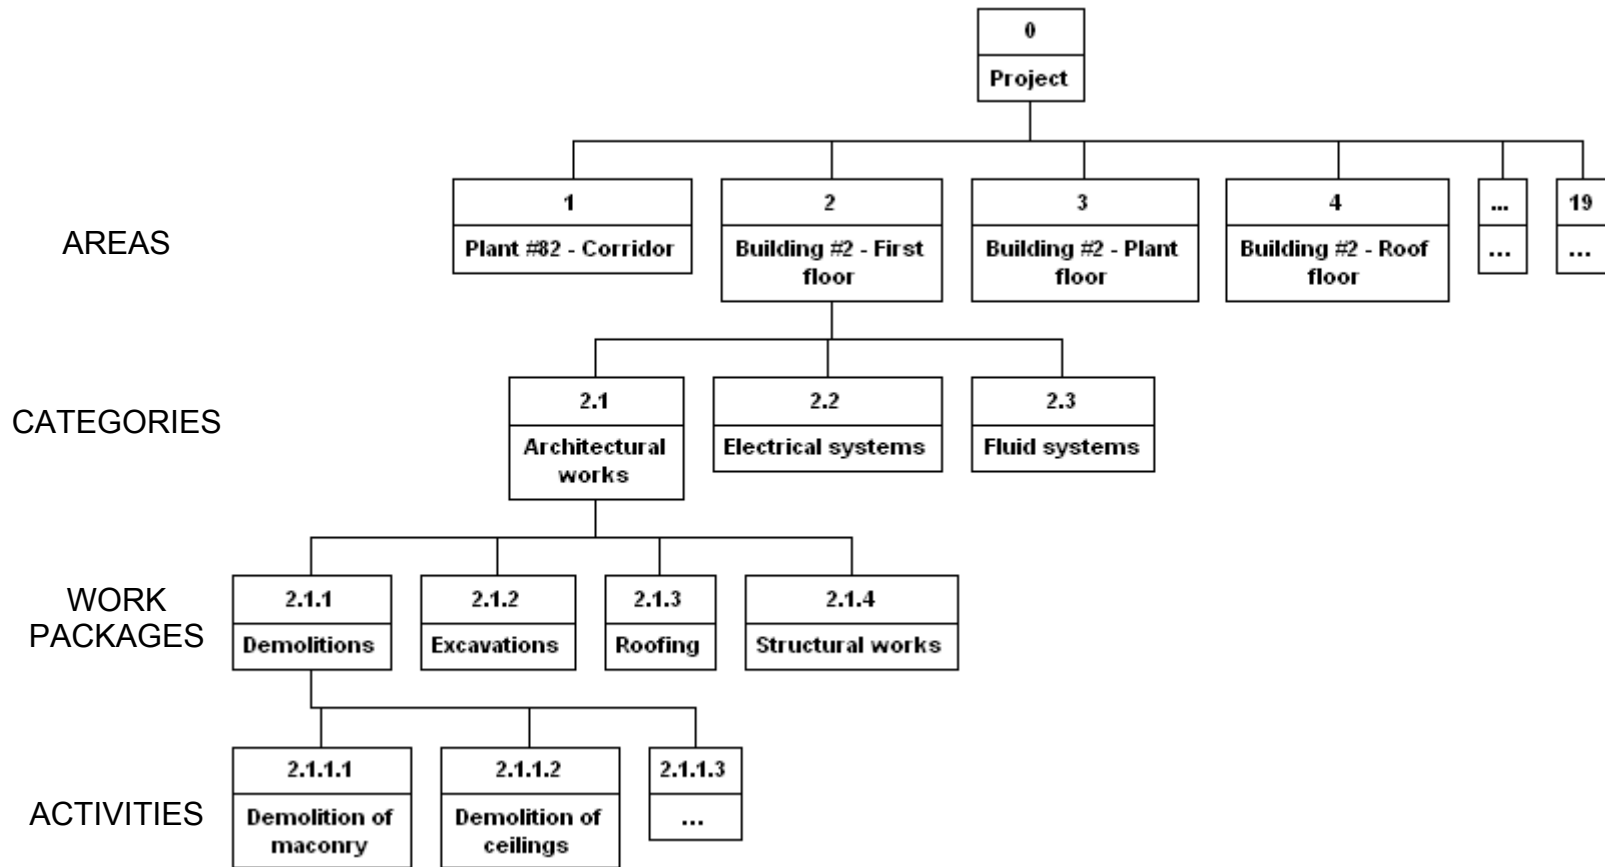 0
Project
AREAS
1
Plant #82 - Corridor
2
Building #2 - First
floor
3
Building #2 - Plant
floor
4
Building #2 - Roof
floor
...
...
19
...
CATEGORIES
2.1
Architectural
works
2.2
Electrical systems
2.3
Fluid systems
WORK
PACKAGES
2.1.1
Demolitions
2.1.2
Excavations
2.1.3
Roofing
2.1.4
Structural works
ACTIVITIES
2.1.1.1
Demolition of
maconry
2.1.1.2
Demolition of
ceilings
2.1.1.3
...